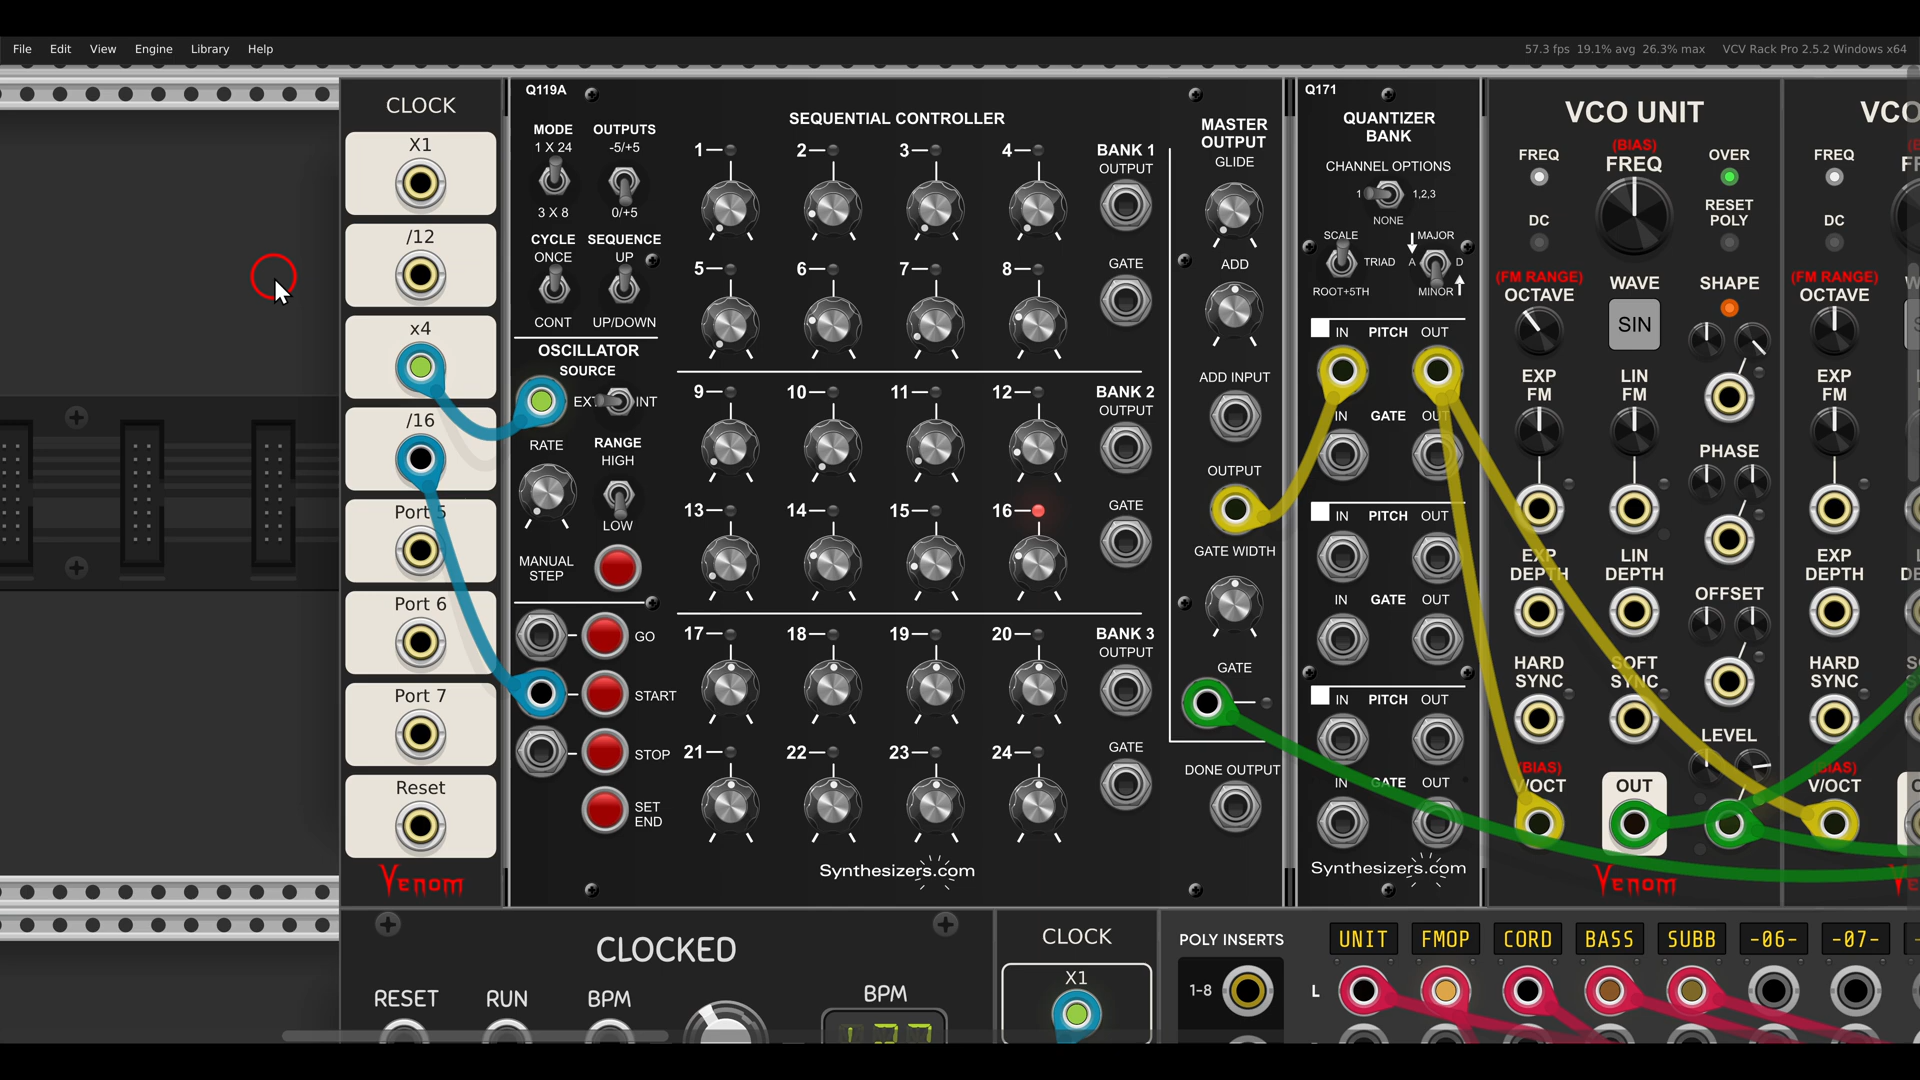 File Edit View Engine Library Help
57.3 fps 19.1% avg 26.3% max VCV Rack Pro 2.5.2 Windows x64
CLOCK
X1
/12
x4
/16
Port 5
Port 6
Port 7
Reset
Venom
Q119A
SEQUENTIAL CONTROLLER
MODE
1 X 24
3 X 8
OUTPUTS
-5/+5
0/+5
CYCLE
ONCE
CONT
SEQUENCE
UP
UP/DOWN
OSCILLATOR
SOURCE
EXT INT
RATE
RANGE
HIGH
LOW
MANUAL
STEP
GO
START
STOP
SET
END
1 2 3 4
5 6 7 8
9 10 11 12
13 14 15 16
17 18 19 20
21 22 23 24
BANK 1
OUTPUT
GATE
BANK 2
OUTPUT
GATE
BANK 3
OUTPUT
GATE
Synthesizers.com
MASTER
OUTPUT
GLIDE
ADD
ADD INPUT
OUTPUT
GATE WIDTH
GATE
DONE OUTPUT
Q171
QUANTIZER
BANK
CHANNEL OPTIONS
1 1,2,3
NONE
SCALE
TRIAD
ROOT+5TH
MAJOR
A D
MINOR
IN PITCH OUT
IN GATE OUT
IN PITCH OUT
IN GATE OUT
IN PITCH OUT
IN GATE OUT
Synthesizers.com
VCO UNIT
FREQ
(BIAS)
FREQ
OVER
DC
RESET
POLY
(FM RANGE)
OCTAVE
WAVE
SIN
SHAPE
EXP
FM
LIN
FM
PHASE
EXP
DEPTH
LIN
DEPTH
OFFSET
HARD
SYNC
SOFT
SYNC
LEVEL
(BIAS)
V/OCT
OUT
Venom
VCO
FREQ
DC
(FM RANGE)
OCTAVE
EXP
FM
EXP
DEPTH
HARD
SYNC
(BIAS)
V/OCT
CLOCKED
RESET RUN BPM
BPM
CLOCK
X1
POLY INSERTS
1-8
UNIT FMOP CORD BASS SUBB -06- -07-
L